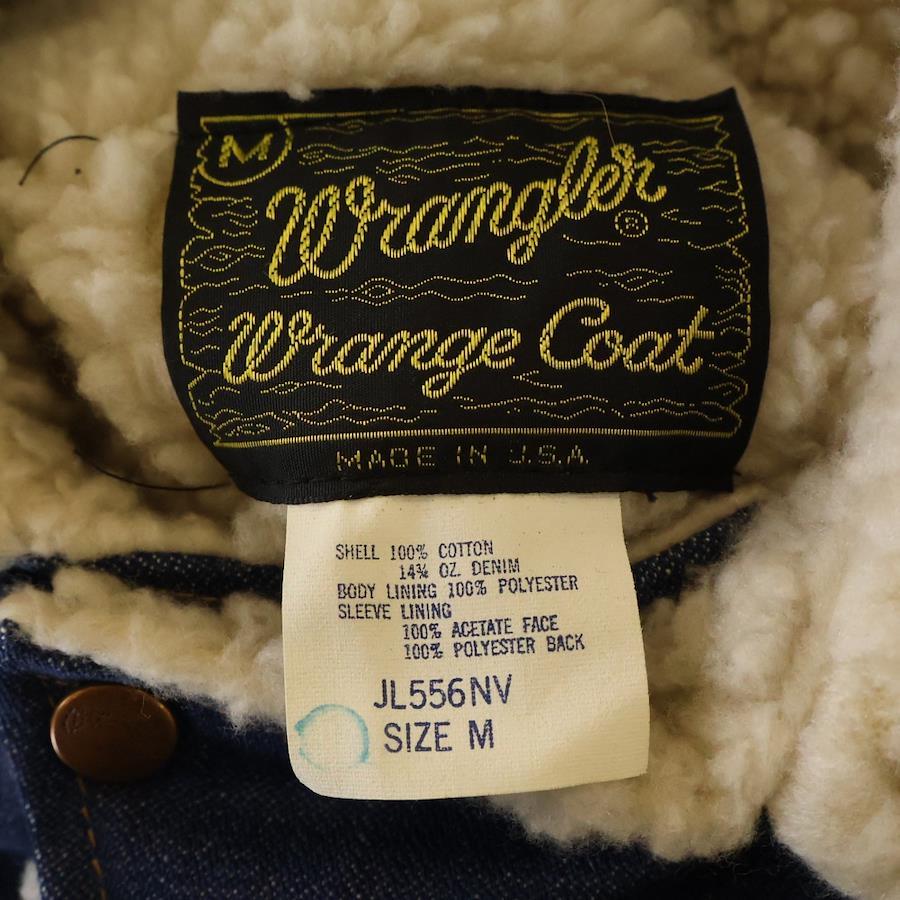 M
Wrangler®
Wrange Coat
MADE IN U.S.A
SHELL 100% COTTON
14¾ OZ. DENIM
BODY LINING 100% POLYESTER
SLEEVE LINING
100% ACETATE FACE
100% POLYESTER BACK
JL556NV
SIZE M